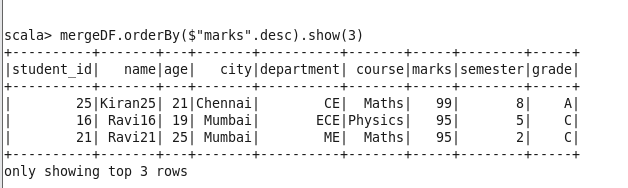 scala> mergeDF.orderBy($"marks".desc).show(3)
+----------+-------+---+-------+----------+-------+-----+--------+-----+
|student_id|   name|age|   city|department| course|marks|semester|grade|
+----------+-------+---+-------+----------+-------+-----+--------+-----+
|        25|Kiran25| 21|Chennai|        CE|  Maths|   99|       8|    A|
|        16| Ravi16| 19| Mumbai|       ECE|Physics|   95|       5|    C|
|        21| Ravi21| 25| Mumbai|        ME|  Maths|   95|       2|    C|
+----------+-------+---+-------+----------+-------+-----+--------+-----+
only showing top 3 rows